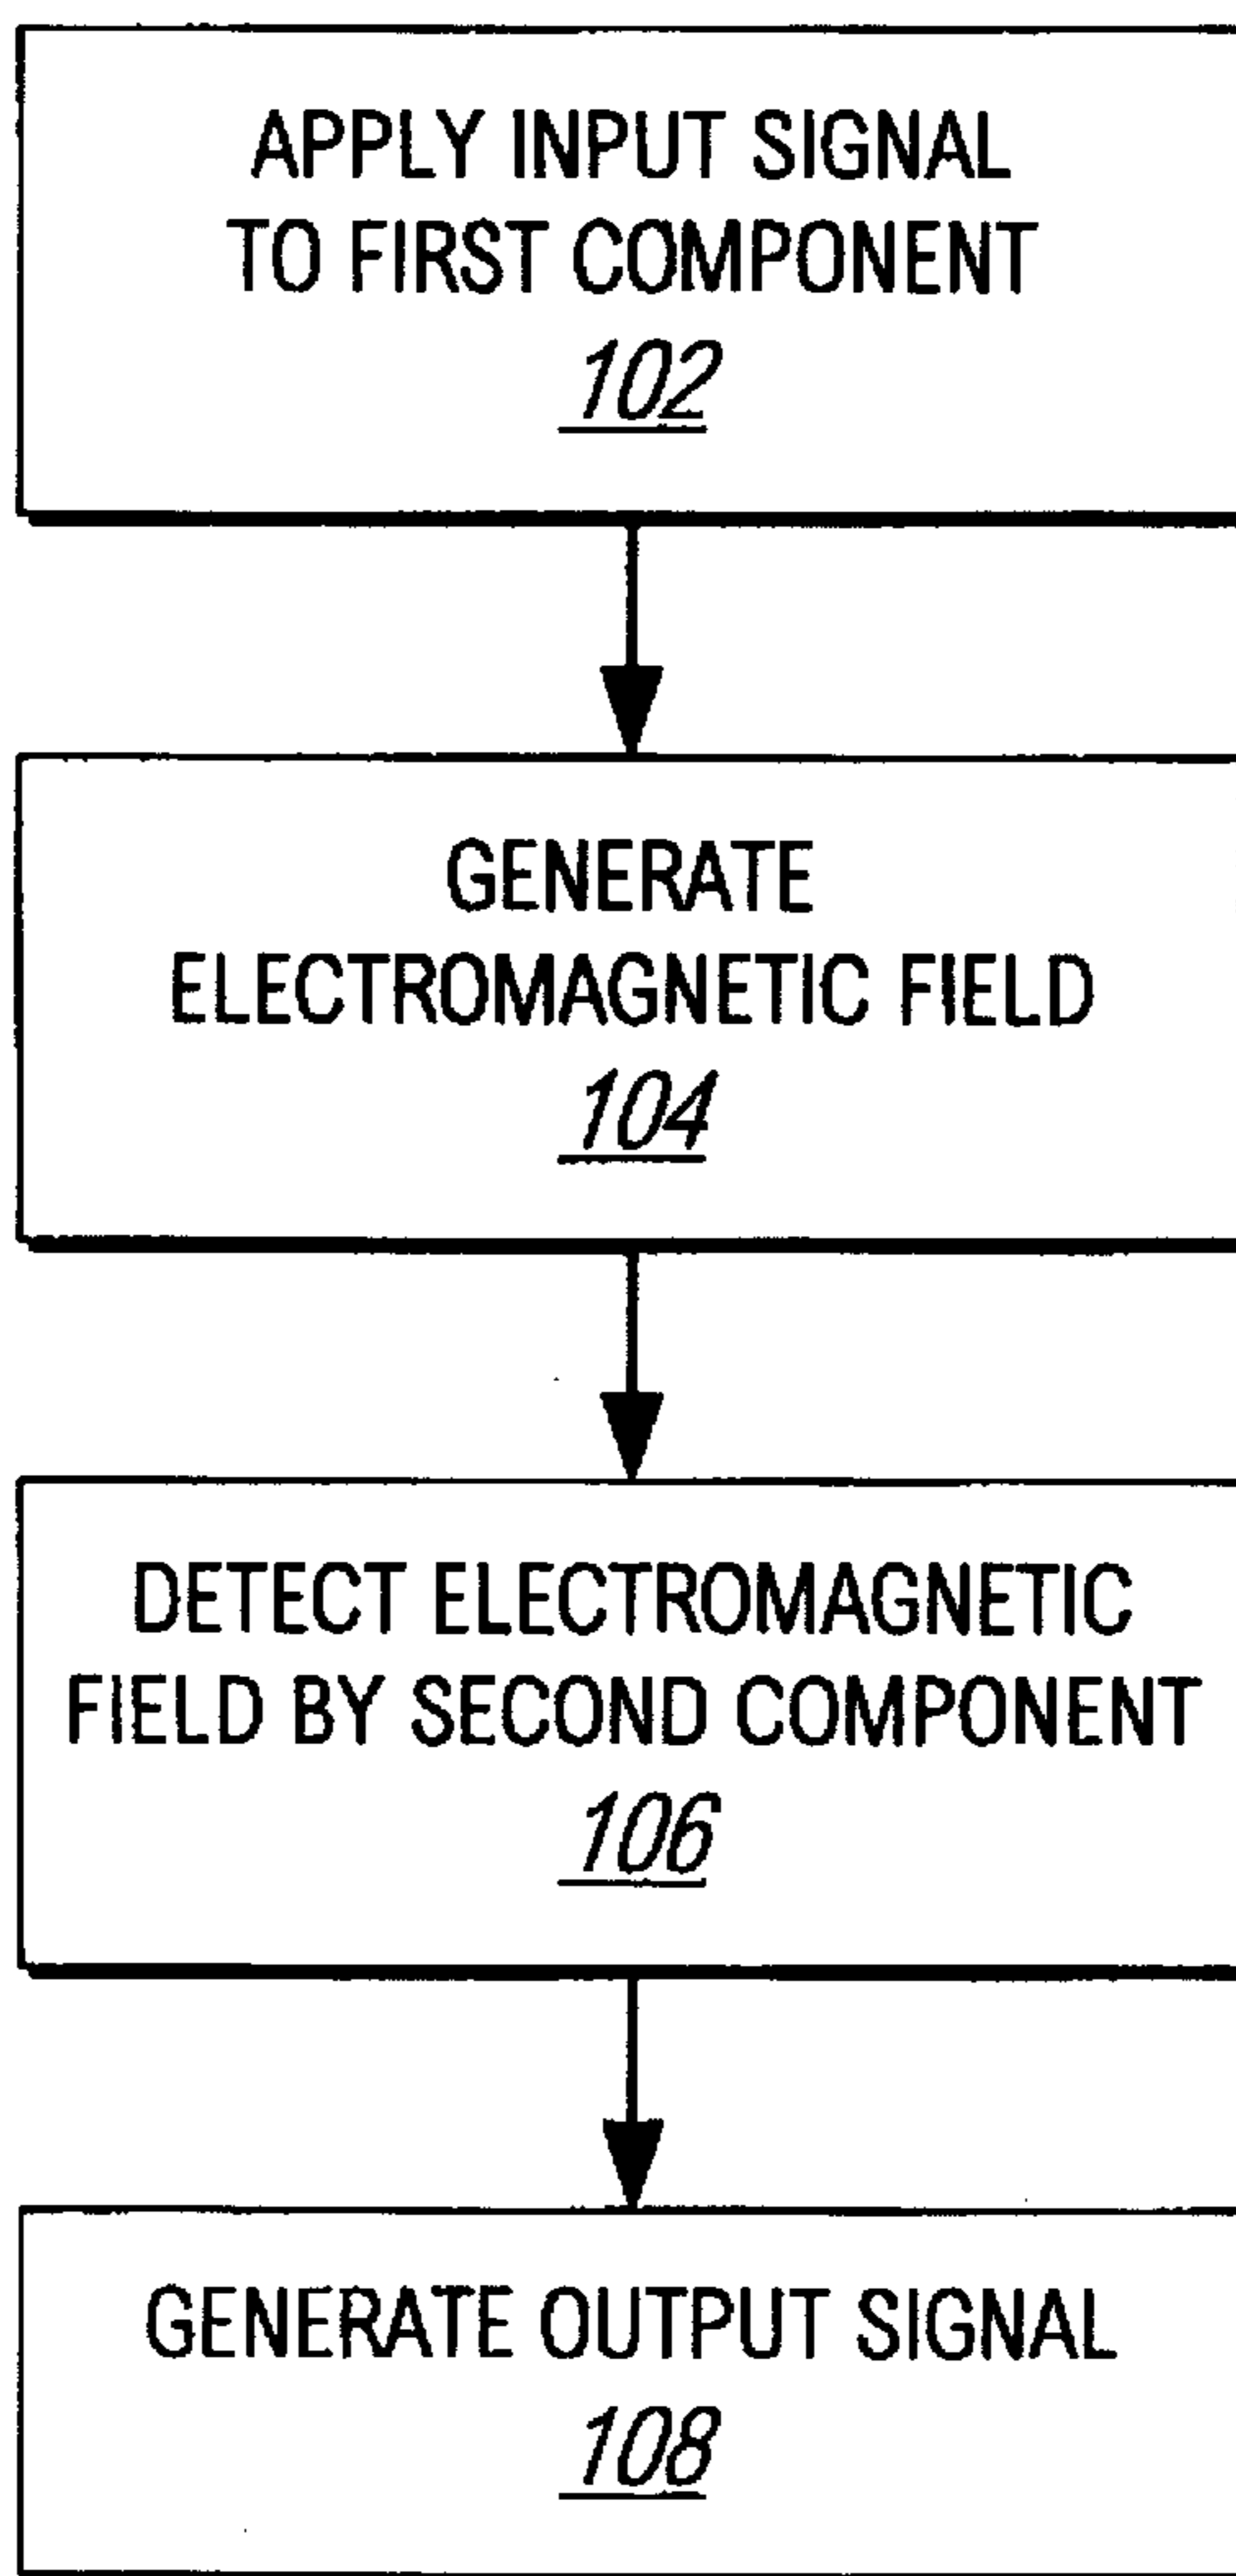 APPLY INPUT SIGNAL
TO FIRST COMPONENT
102
GENERATE
ELECTROMAGNETIC FIELD
104
DETECT ELECTROMAGNETIC
FIELD BY SECOND COMPONENT
106
GENERATE OUTPUT SIGNAL
108